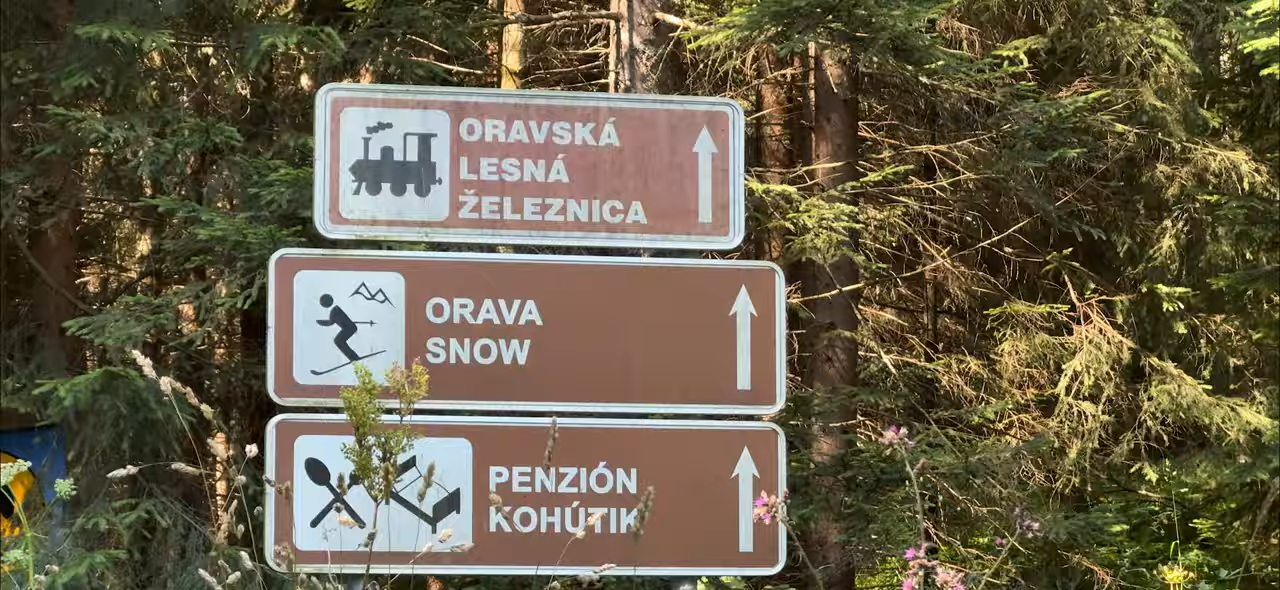 ORAVSKÁ
LESNÁ
ŽELEZNICA
ORAVA
SNOW
PENZIÓN
KOHÚTIK